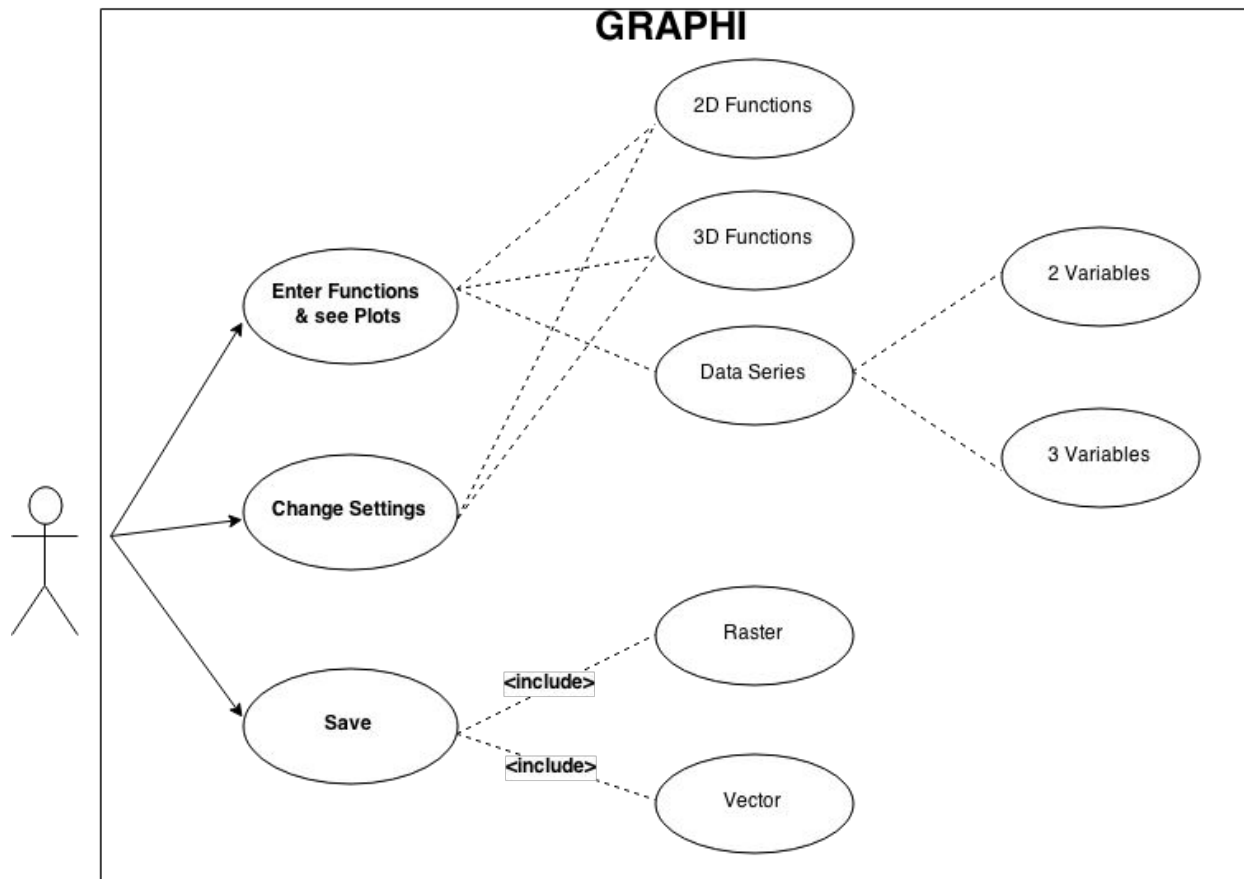 GRAPHI
2D Functions
3D Functions
Enter Functions
& see Plots
2 Variables
Data Series
3 Variables
Change Settings
Raster
<include>
Save
<include>
Vector